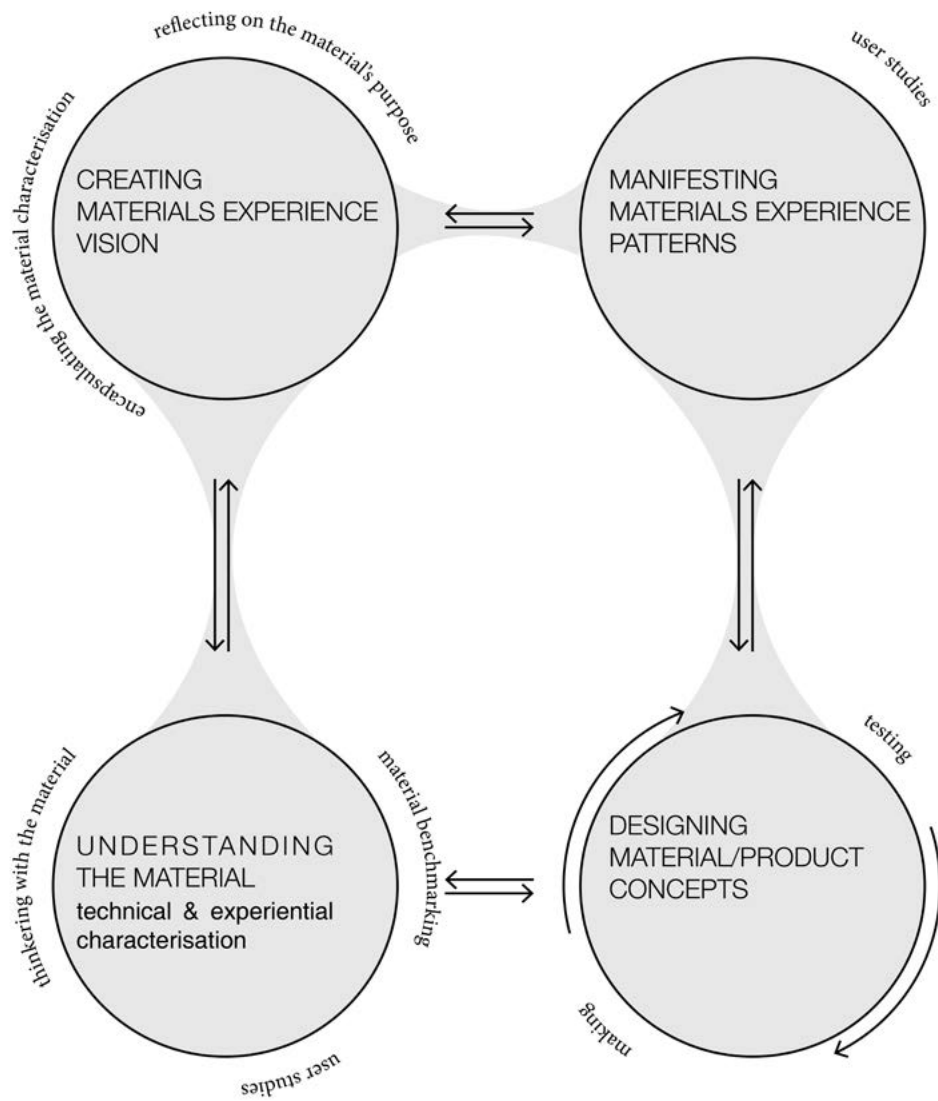 reflecting on the material's purpose
encapsulating the material characterisation
CREATING
MATERIALS EXPERIENCE
VISION
user studies
MANIFESTING
MATERIALS EXPERIENCE
PATTERNS
thinkering with the material
material benchmarking
UNDERSTANDING
THE MATERIAL
technical & experiential
characterisation
user studies
testing
DESIGNING
MATERIAL/PRODUCT
CONCEPTS
making